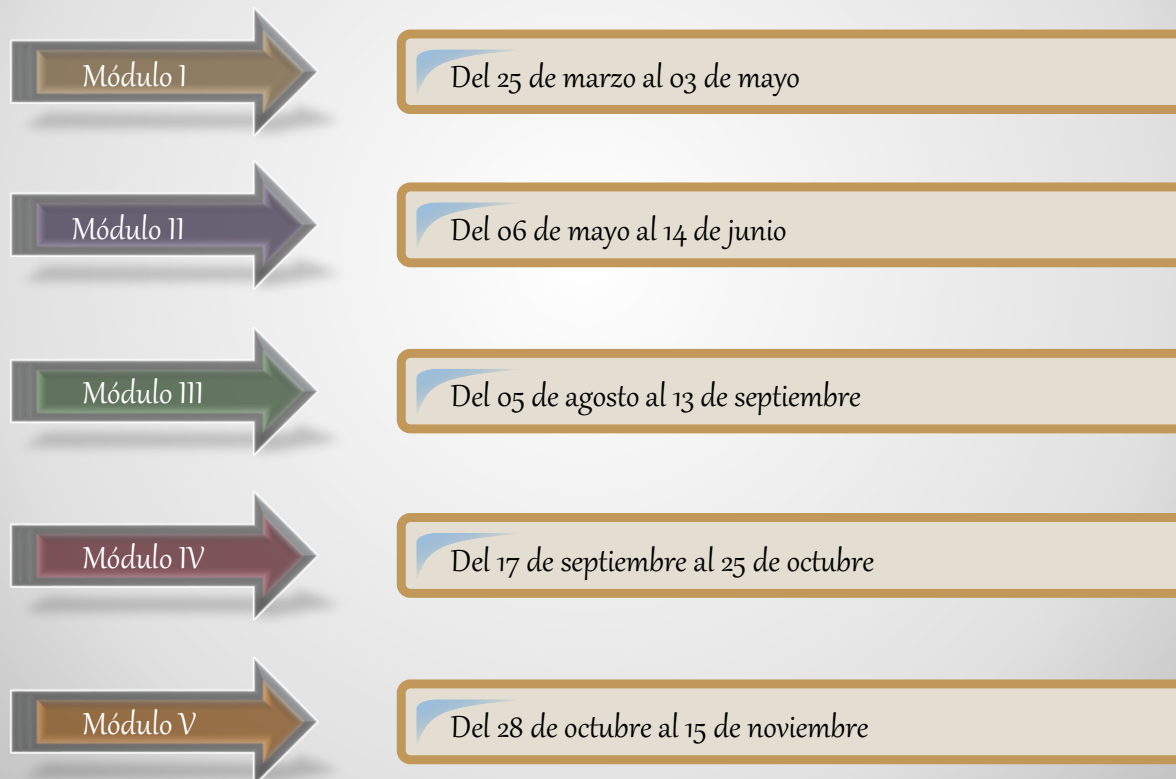 Módulo I
Del 25 de marzo al 03 de mayo
Módulo II
Del 06 de mayo al 14 de junio
Módulo III
Del 05 de agosto al 13 de septiembre
Módulo IV
Del 17 de septiembre al 25 de octubre
Módulo V
Del 28 de octubre al 15 de noviembre